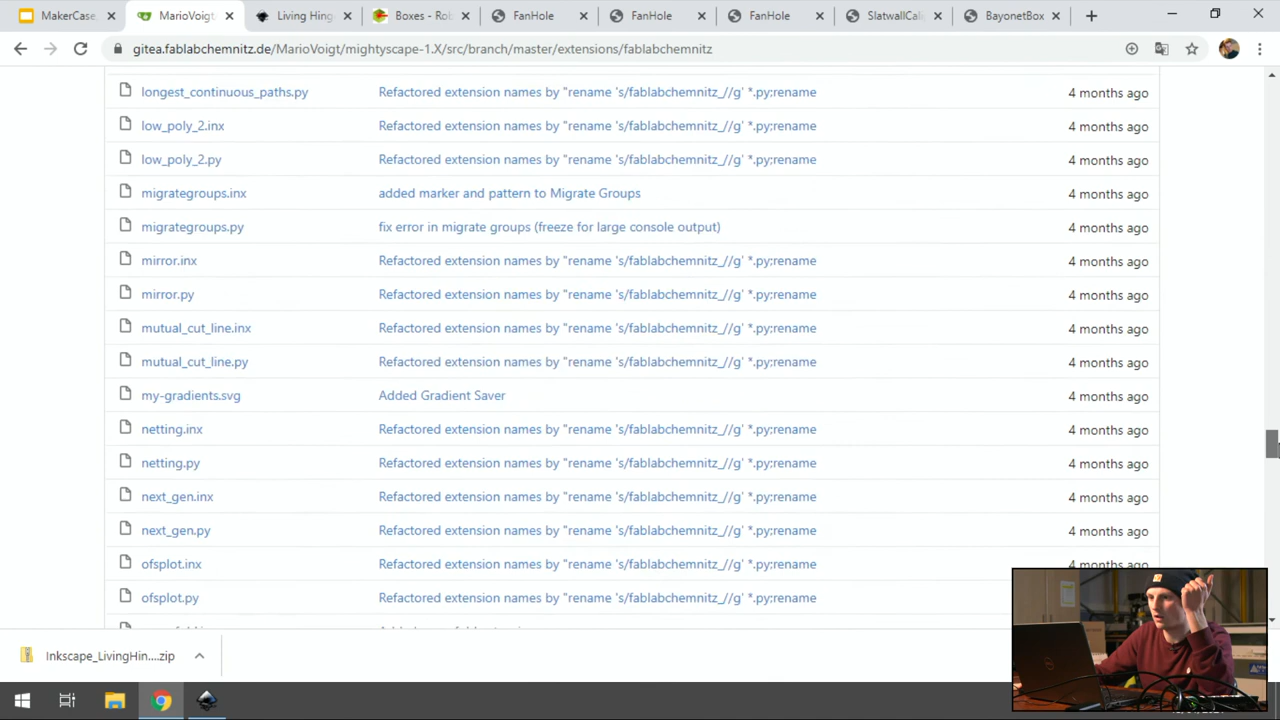 MakerCase.
MarioVoigt
Living Hing
Boxes - Rob
FanHole
FanHole
FanHole
SlatwallCal
BayonetBox
gitea.fablabchemnitz.de/MarioVoigt/mightyscape-1.X/src/branch/master/extensions/fablabchemnitz
longest_continuous_paths.py Refactored extension names by "rename 's/fablabchemnitz_//g' *.py;rename 4 months ago
low_poly_2.inx Refactored extension names by "rename 's/fablabchemnitz_//g' *.py;rename 4 months ago
low_poly_2.py Refactored extension names by "rename 's/fablabchemnitz_//g' *.py;rename 4 months ago
migrategroups.inx added marker and pattern to Migrate Groups 4 months ago
migrategroups.py fix error in migrate groups (freeze for large console output) 4 months ago
mirror.inx Refactored extension names by "rename 's/fablabchemnitz_//g' *.py;rename 4 months ago
mirror.py Refactored extension names by "rename 's/fablabchemnitz_//g' *.py;rename 4 months ago
mutual_cut_line.inx Refactored extension names by "rename 's/fablabchemnitz_//g' *.py;rename 4 months ago
mutual_cut_line.py Refactored extension names by "rename 's/fablabchemnitz_//g' *.py;rename 4 months ago
my-gradients.svg Added Gradient Saver 4 months ago
netting.inx Refactored extension names by "rename 's/fablabchemnitz_//g' *.py;rename 4 months ago
netting.py Refactored extension names by "rename 's/fablabchemnitz_//g' *.py;rename 4 months ago
next_gen.inx Refactored extension names by "rename 's/fablabchemnitz_//g' *.py;rename 4 months ago
next_gen.py Refactored extension names by "rename 's/fablabchemnitz_//g' *.py;rename 4 months ago
ofsplot.inx Refactored extension names by "rename 's/fablabchemnitz_//g' *.py;rename 4 months ago
ofsplot.py Refactored extension names by "rename 's/fablabchemnitz_//g' *.py;rename
Inkscape_LivingHin....zip